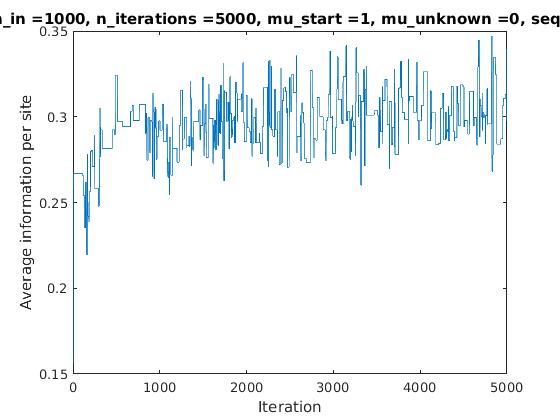 n_in =1000, n_iterations =5000, mu_start =1, mu_unknown =0, seq
0.35
0.3
0.25
0.2
0.15
Average information per site
0 1000 2000 3000 4000 5000
Iteration